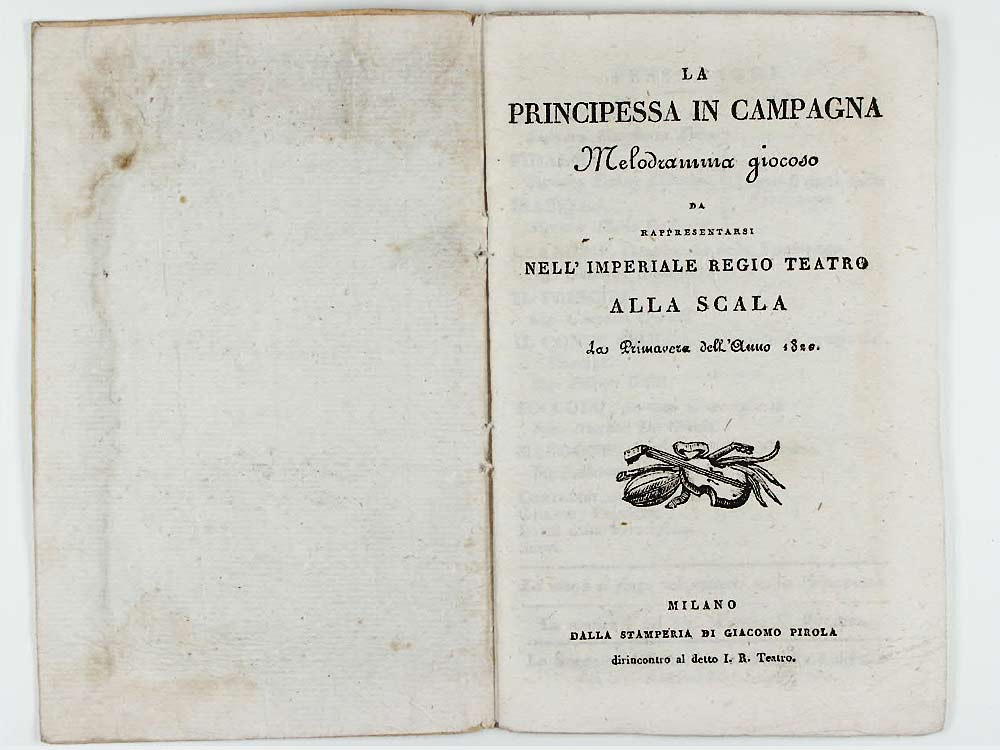 LA
PRINCIPESSA IN CAMPAGNA
Melodramma giocoso
DA
RAPPRESENTARSI
NELL' IMPERIALE REGIO TEATRO
ALLA SCALA
la Primavera dell'Anno 1820.
MILANO
DALLA STAMPERIA DI GIACOMO PIROLA
dirincontro al detto I. R. Teatro.